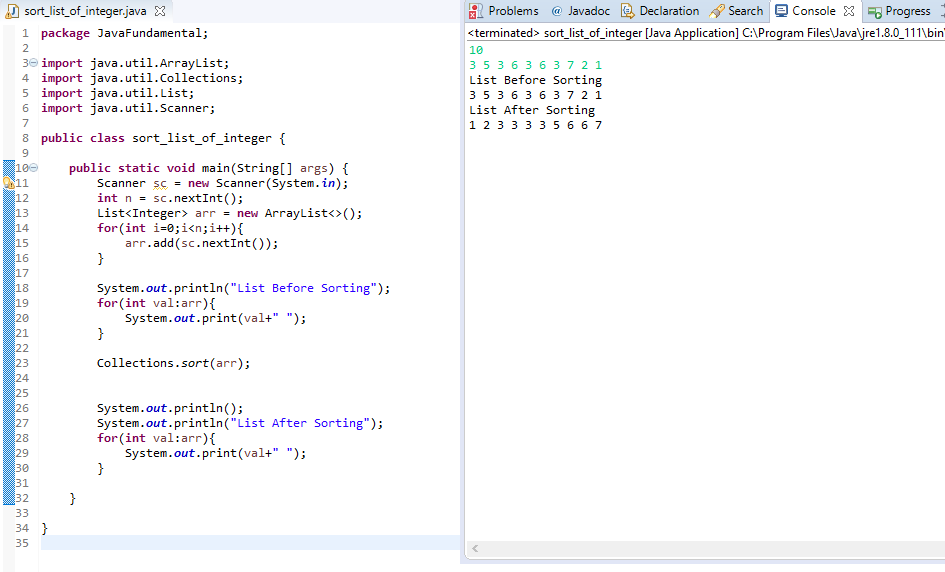 sort_list_of_integer.java
1 package JavaFundamental;
2
3 import java.util.ArrayList;
4 import java.util.Collections;
5 import java.util.List;
6 import java.util.Scanner;
7
8 public class sort_list_of_integer {
9
10 public static void main(String[] args) {
11 Scanner sc = new Scanner(System.in);
12 int n = sc.nextInt();
13 List<Integer> arr = new ArrayList<>();
14 for(int i=0;i<n;i++){
15 arr.add(sc.nextInt());
16 }
17
18 System.out.println("List Before Sorting");
19 for(int val:arr){
20 System.out.print(val+" ");
21 }
22
23 Collections.sort(arr);
24
25
26 System.out.println();
27 System.out.println("List After Sorting");
28 for(int val:arr){
29 System.out.print(val+" ");
30 }
31
32 }
33
34 }
35
Problems @ Javadoc Declaration Search Console Progress
<terminated> sort_list_of_integer [Java Application] C:\Program Files\Java\jre1.8.0_111\bin\
10
3 5 3 6 3 6 3 7 2 1
List Before Sorting
3 5 3 6 3 6 3 7 2 1
List After Sorting
1 2 3 3 3 3 5 6 6 7